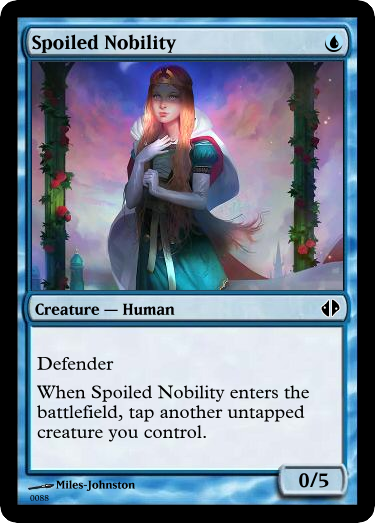 Spoiled Nobility
Creature — Human
Defender
When Spoiled Nobility enters the
battlefield, tap another untapped
creature you control.
0/5
Miles-Johnston
0088